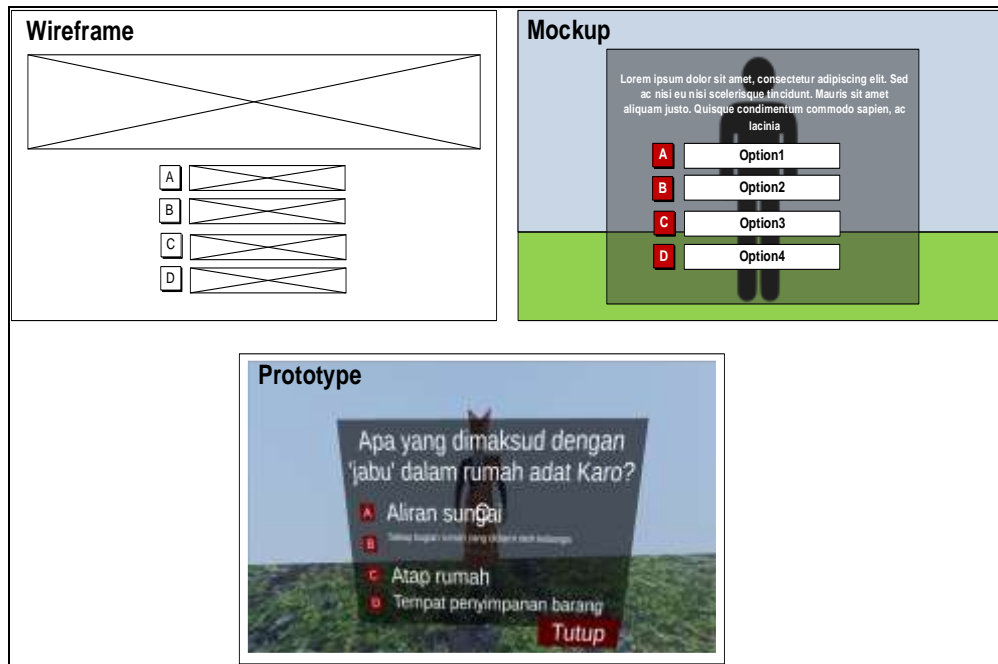 Wireframe
A
B
C
D
Mockup
Lorem ipsum dolor sit amet, consectetur adipiscing elit. Sed
ac nisi eu nisi scelerisque tincidunt. Mauris sit amet
aliquam justo. Quisque condimentum commodo sapien, ac
lacinia
A Option1
B Option2
C Option3
D Option4
Prototype
Apa yang dimaksud dengan
'jabu' dalam rumah adat Karo?
A Aliran sungai
B
C Atap rumah
D Tempat penyimpanan barang
Tutup